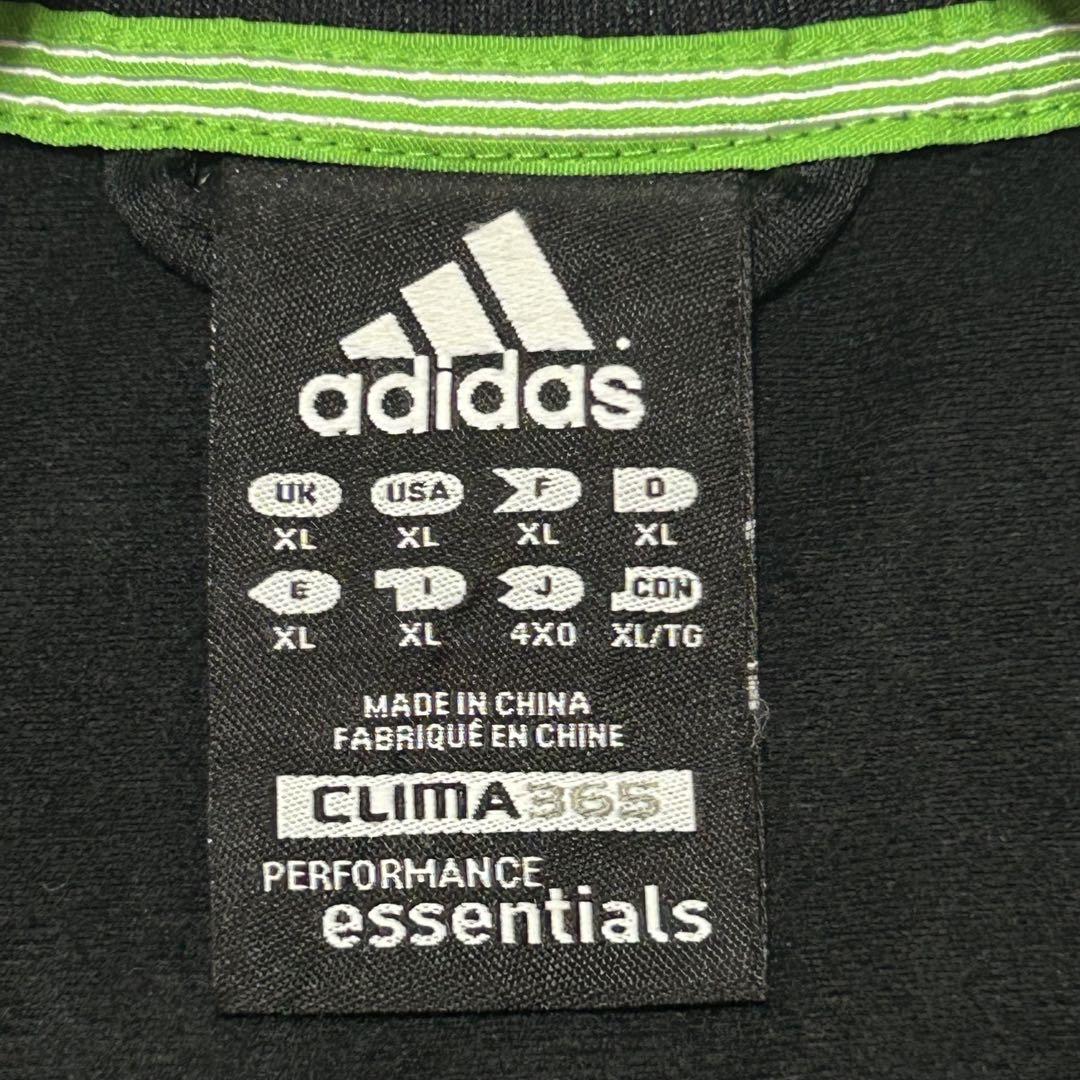 adidas
UK USA F D
XL XL XL XL
E I J CDN
XL XL 4XO XL/TG
MADE IN CHINA
FABRIQUÊ EN CHINE
CLIMA365
PERFORMANCE
essentials